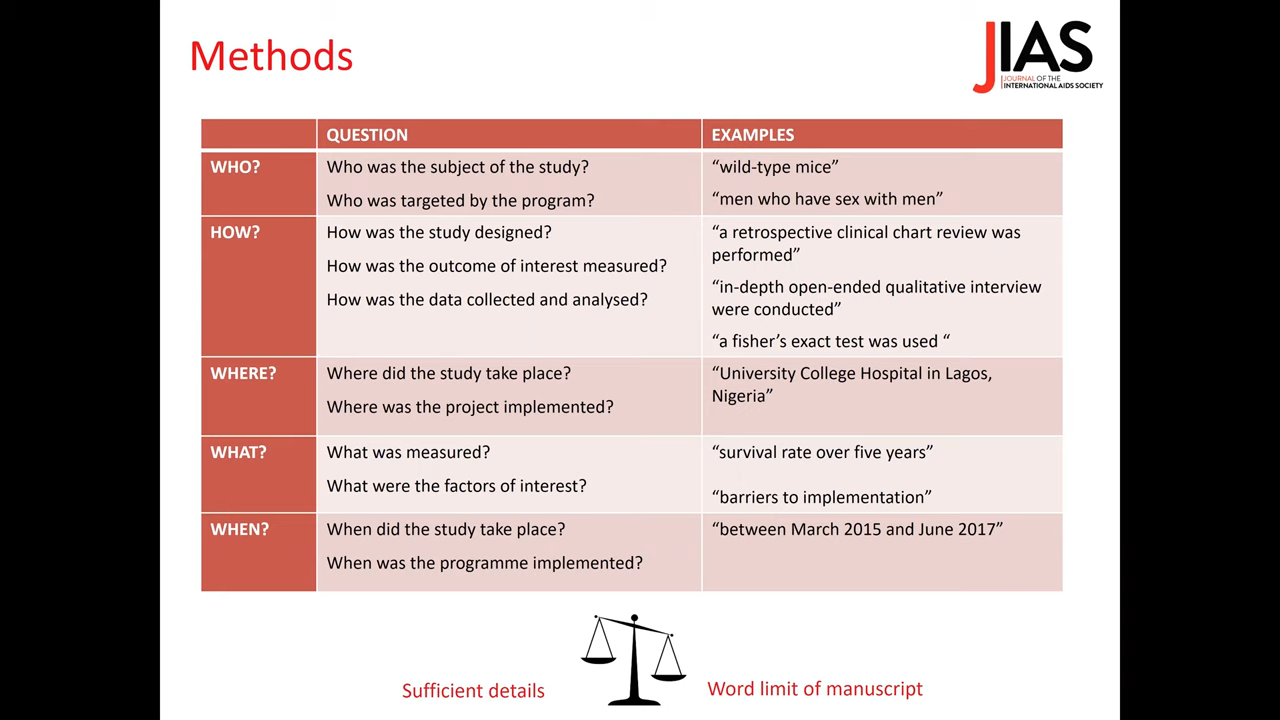 Methods
JIAS
JOURNAL OF THE
INTERNATIONAL AIDS SOCIETY
QUESTION
EXAMPLES
WHO?
Who was the subject of the study?
“wild-type mice”
Who was targeted by the program?
“men who have sex with men”
HOW?
How was the study designed?
How was the outcome of interest measured?
How was the data collected and analysed?
“a retrospective clinical chart review was
performed”
“in-depth open-ended qualitative interview
were conducted”
“a fisher’s exact test was used “
WHERE?
Where did the study take place?
Where was the project implemented?
“University College Hospital in Lagos,
Nigeria”
WHAT?
What was measured?
What were the factors of interest?
“survival rate over five years”
“barriers to implementation”
WHEN?
When did the study take place?
When was the programme implemented?
“between March 2015 and June 2017”
Sufficient details
Word limit of manuscript